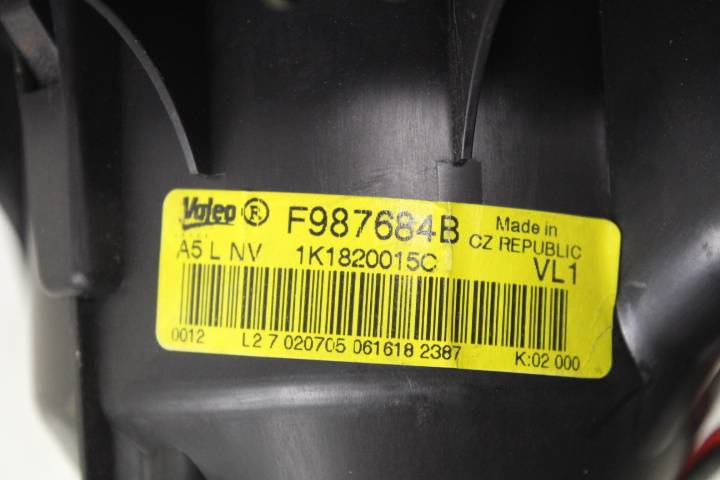 Valeo R F987684B Made in
CZ REPUBLIC
A5 L NV 1K1820015C VL1
0012 L2 7 020705 061618 2387 K:02 000